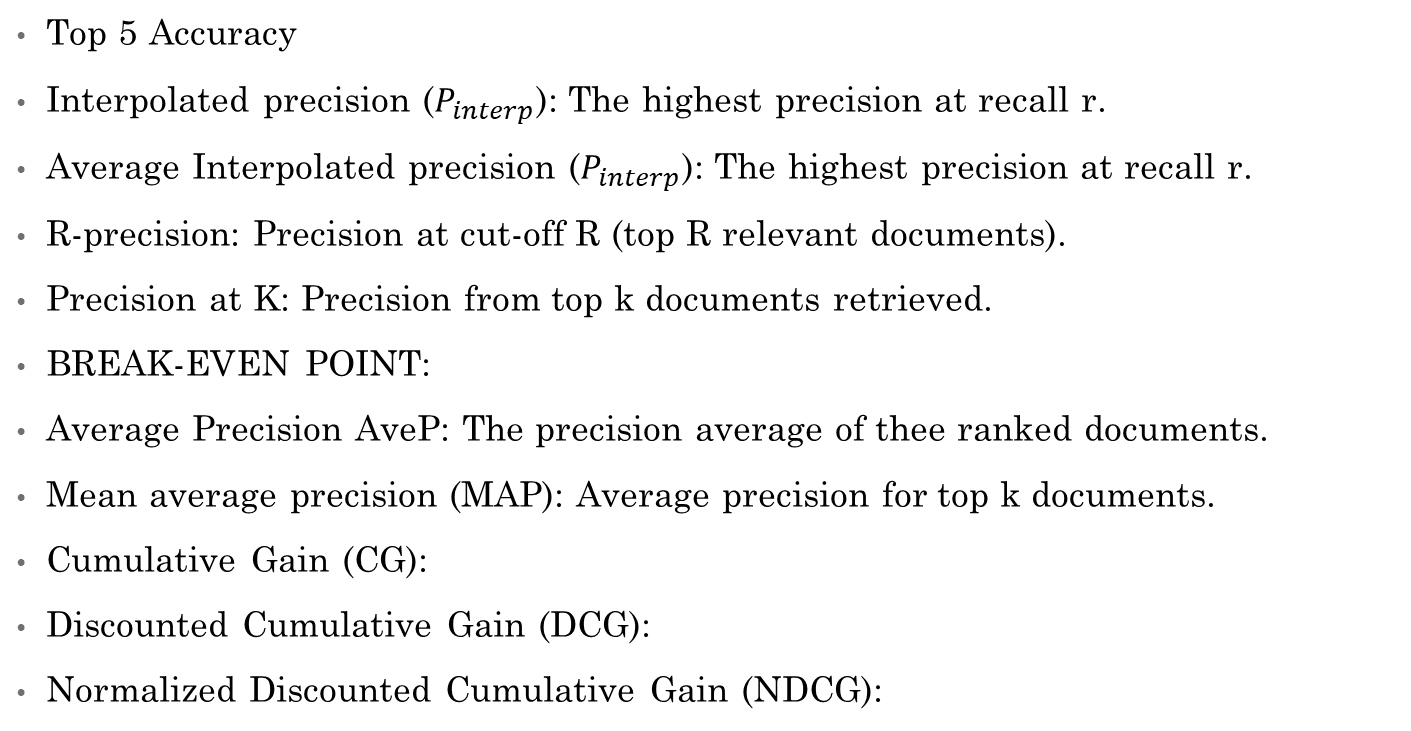 • Top 5 Accuracy
• Interpolated precision (P_interp): The highest precision at recall r.
• Average Interpolated precision (P_interp): The highest precision at recall r.
• R-precision: Precision at cut-off R (top R relevant documents).
• Precision at K: Precision from top k documents retrieved.
• BREAK-EVEN POINT:
• Average Precision AveP: The precision average of thee ranked documents.
• Mean average precision (MAP): Average precision for top k documents.
• Cumulative Gain (CG):
• Discounted Cumulative Gain (DCG):
• Normalized Discounted Cumulative Gain (NDCG):